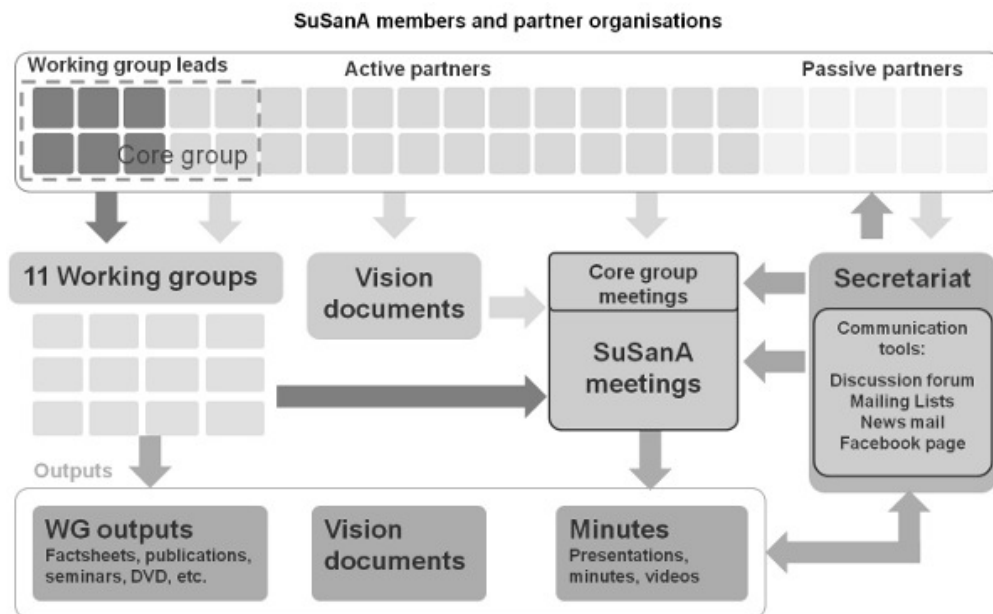 SuSanA members and partner organisations
Working group leads
Active partners
Passive partners
Core group
11 Working groups
Vision
documents
Core group
meetings
SuSanA
meetings
Secretariat
Communication
tools:
Discussion forum
Mailing Lists
News mail
Facebook page
Outputs
WG outputs
Factsheets, publications,
seminars, DVD, etc.
Vision
documents
Minutes
Presentations,
minutes, videos